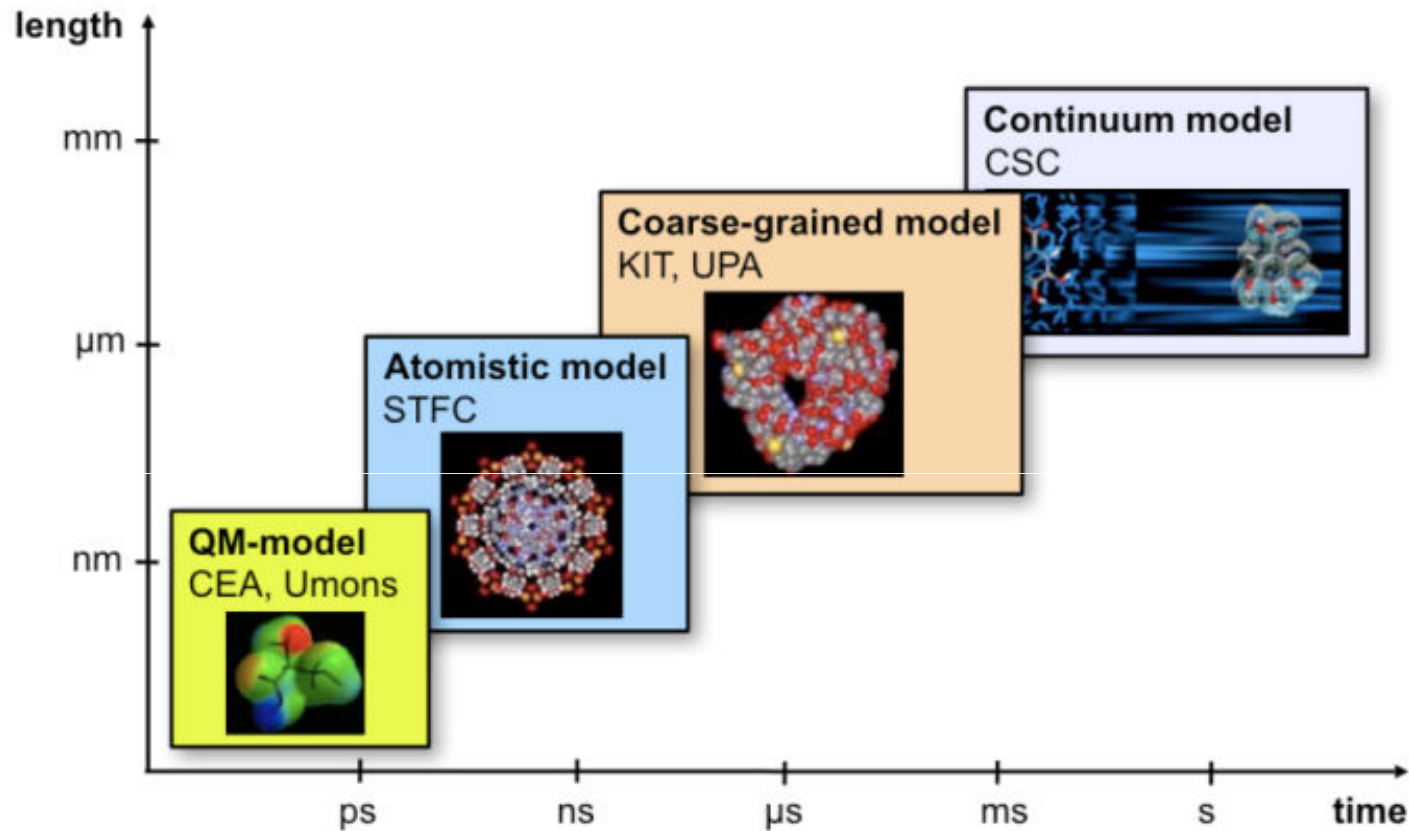 length
mm
µm
nm
Continuum model
CSC
Coarse-grained model
KIT, UPA
Atomistic model
STFC
QM-model
CEA, Umons
ps
ns
µs
ms
s
time